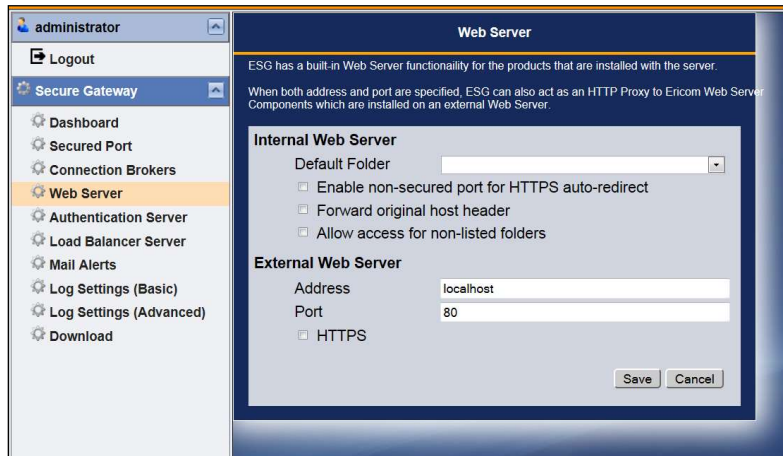 administrator
Logout
Secure Gateway
Dashboard
Secured Port
Connection Brokers
Web Server
Authentication Server
Load Balancer Server
Mail Alerts
Log Settings (Basic)
Log Settings (Advanced)
Download
Web Server
ESG has a built-in Web Server functionaility for the products that are installed with the server.
When both address and port are specified, ESG can also act as an HTTP Proxy to Ericom Web Server
Components which are installed on an external Web Server.
Internal Web Server
Default Folder
Enable non-secured port for HTTPS auto-redirect
Forward original host header
Allow access for non-listed folders
External Web Server
Address localhost
Port 80
HTTPS
Save Cancel